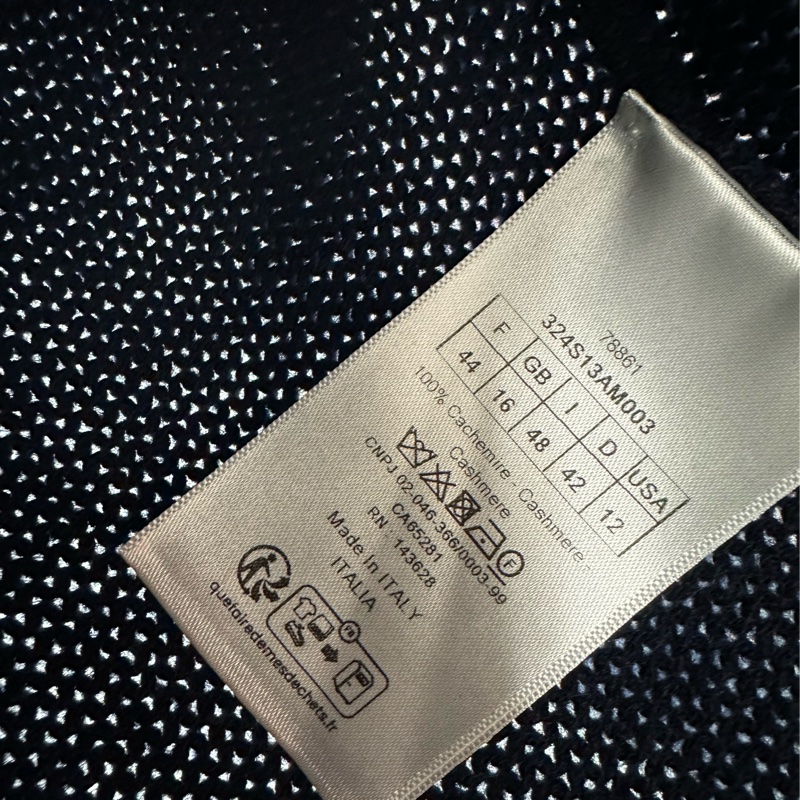 78861
324S13AM003
F GB I D USA
44 16 48 42 12
100% Cachemire - Cashmere -
Cashmere
F
CNPJ 02-046-366/0003-99
CA65281
RN : 143628
Made In ITALY
ITALIA
quefairedemesdechets.fr